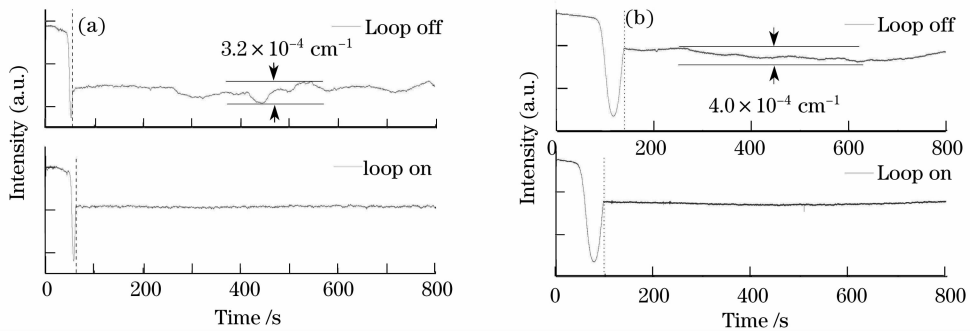 (a)
Loop off
3.2 × 10⁻⁴ cm⁻¹
loop on
Intensity (a.u.)
0 200 400 600 800
Time /s
(b)
Loop off
4.0 × 10⁻⁴ cm⁻¹
0 200 400 600 800
Loop on
Intensity (a.u.)
0 200 400 600 800
Time /s